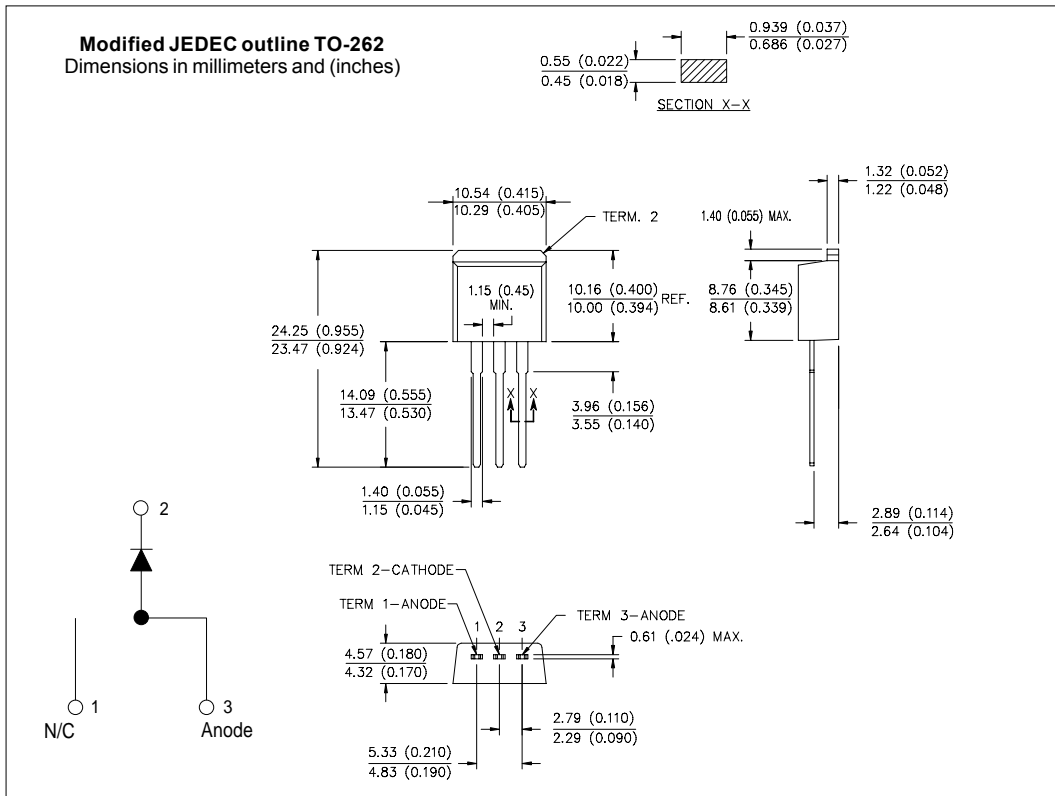 Modified JEDEC outline TO-262
Dimensions in millimeters and (inches)
0.939 (0.037)
0.686 (0.027)
0.55 (0.022)
0.45 (0.018)
SECTION X-X
1.32 (0.052)
1.22 (0.048)
10.54 (0.415)
10.29 (0.405)
TERM. 2
1.40 (0.055) MAX.
1.15 (0.45)
MIN.
10.16 (0.400)
10.00 (0.394)
REF.
8.76 (0.345)
8.61 (0.339)
24.25 (0.955)
23.47 (0.924)
14.09 (0.555)
13.47 (0.530)
X X
3.96 (0.156)
3.55 (0.140)
1.40 (0.055)
1.15 (0.045)
2.89 (0.114)
2.64 (0.104)
2
TERM 2-CATHODE
TERM 1-ANODE
TERM 3-ANODE
1 2 3
0.61 (.024) MAX.
4.57 (0.180)
4.32 (0.170)
1
N/C
3
Anode
2.79 (0.110)
2.29 (0.090)
5.33 (0.210)
4.83 (0.190)